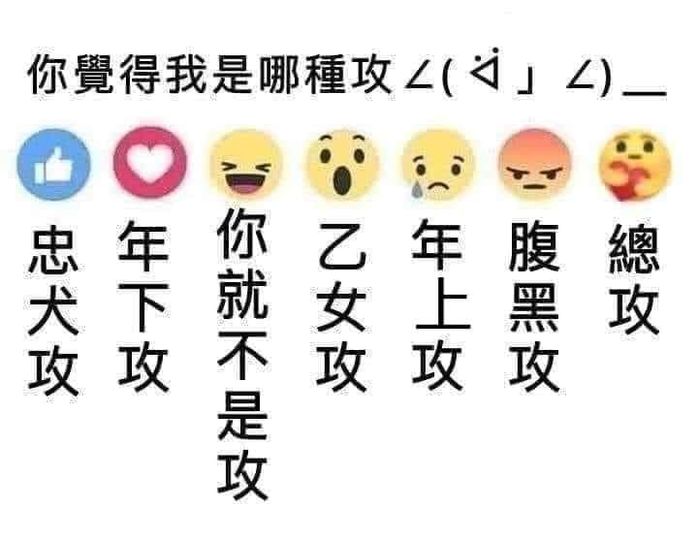 你覺得我是哪種攻∠( ᐛ 」∠)＿
忠犬攻
年下攻
你就不是攻
乙女攻
年上攻
腹黑攻
總攻